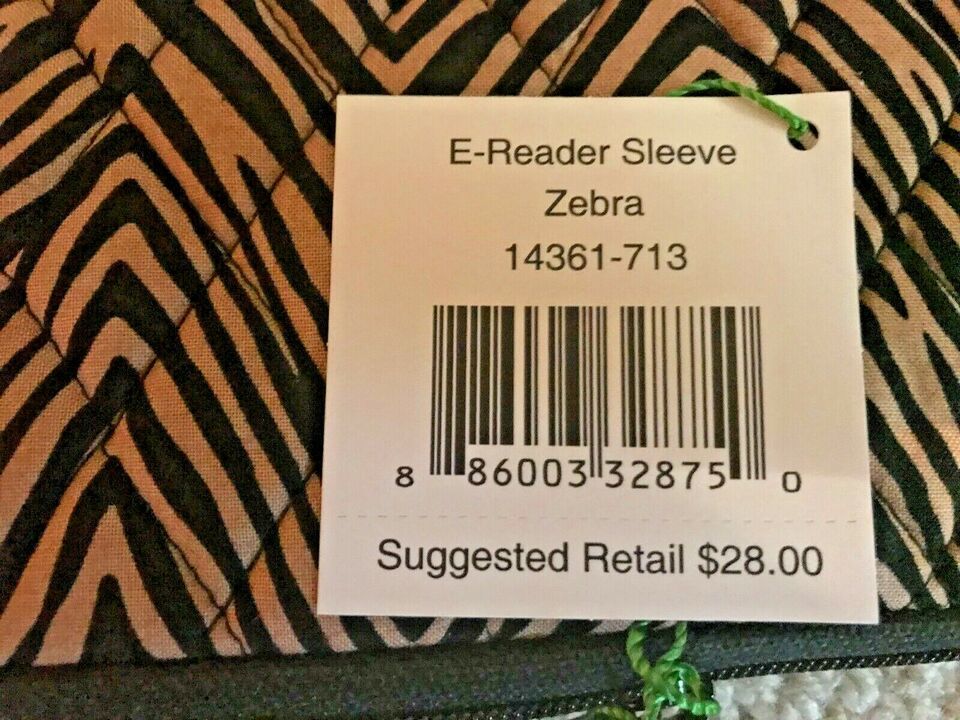 E-Reader Sleeve
Zebra
14361-713
8 86003 32875 0
Suggested Retail $28.00